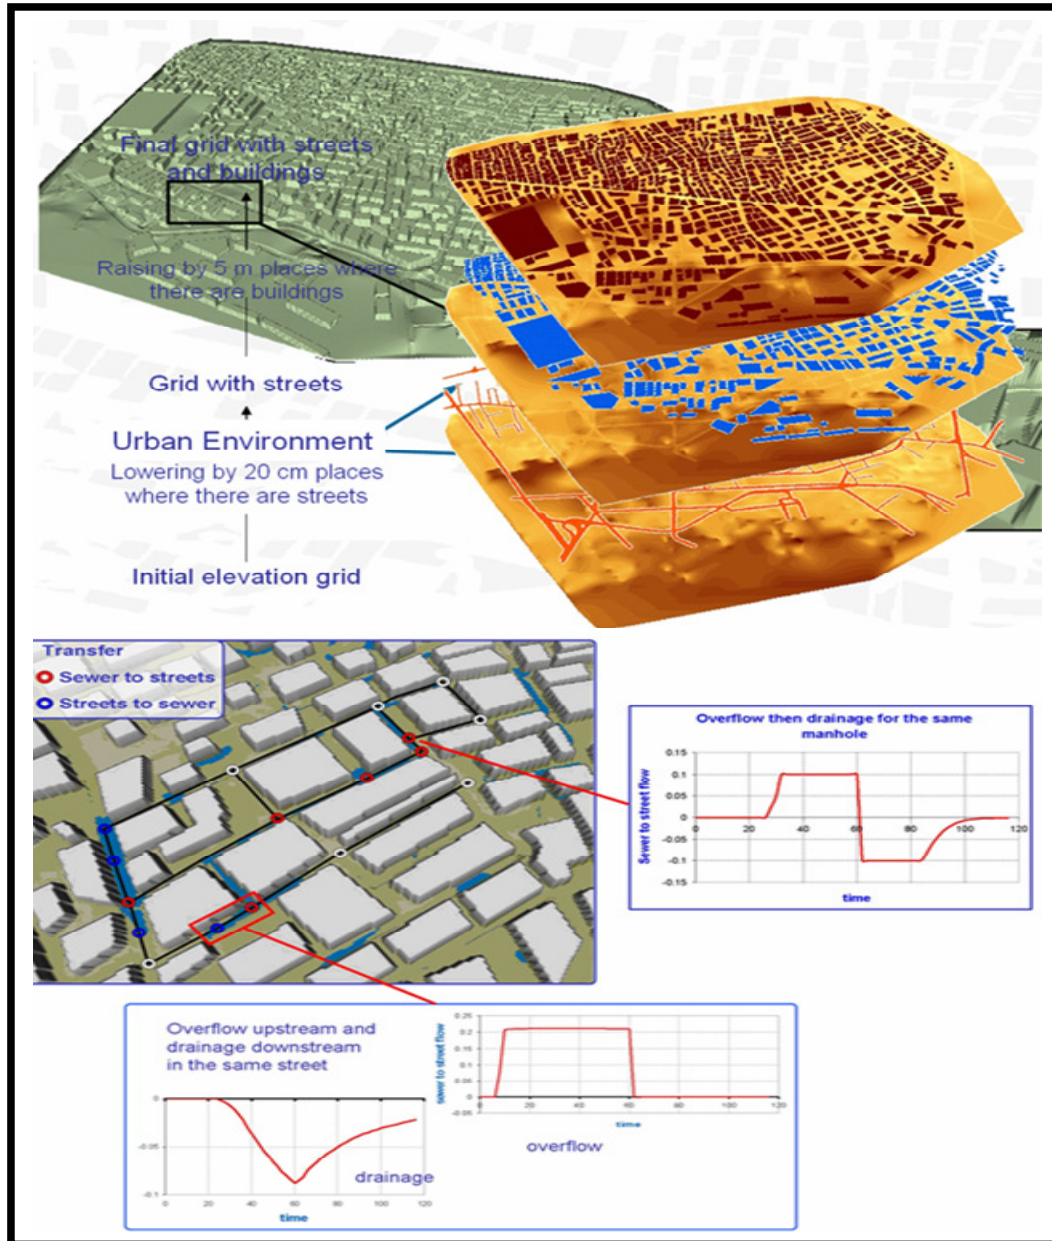 Final grid with streets
and buildings
Raising by 5 m places where
there are buildings
Grid with streets
Urban Environment
Lowering by 20 cm places
where there are streets
Initial elevation grid
Transfer
Sewer to streets
Streets to sewer
Overflow then drainage for the same
manhole
Sewer to street flow
0.15
0.1
0.05
0
-0.05
-0.1
-0.15
0 20 40 60 80 100 120
time
Overflow upstream and
drainage downstream
in the same street
0
-0.05
-0.1
0 20 40 60 80 100 120
time
drainage
sewer to street flow
0.25
0.2
0.15
0.1
0.05
0
-0.05
0 20 40 60 80 100 120
time
overflow